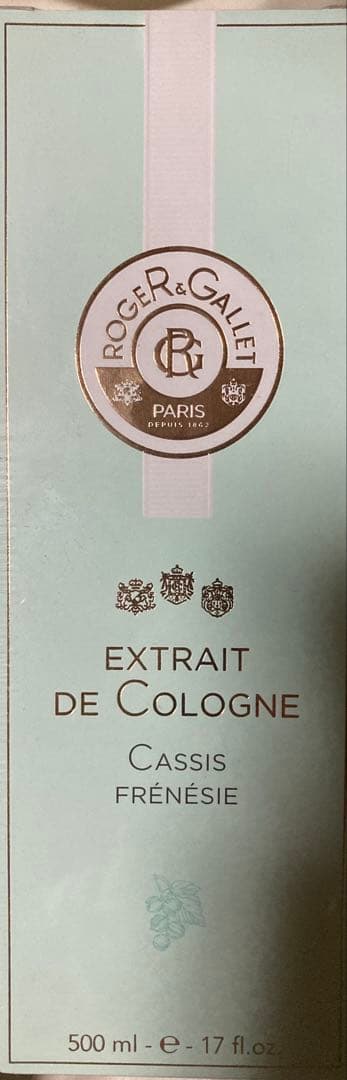 ROGER&GALLET
RG
PARIS
DEPUIS 1862
EXTRAIT
DE COLOGNE
CASSIS
FRÉNÉSIE
500 ml - e - 17 fl.oz.